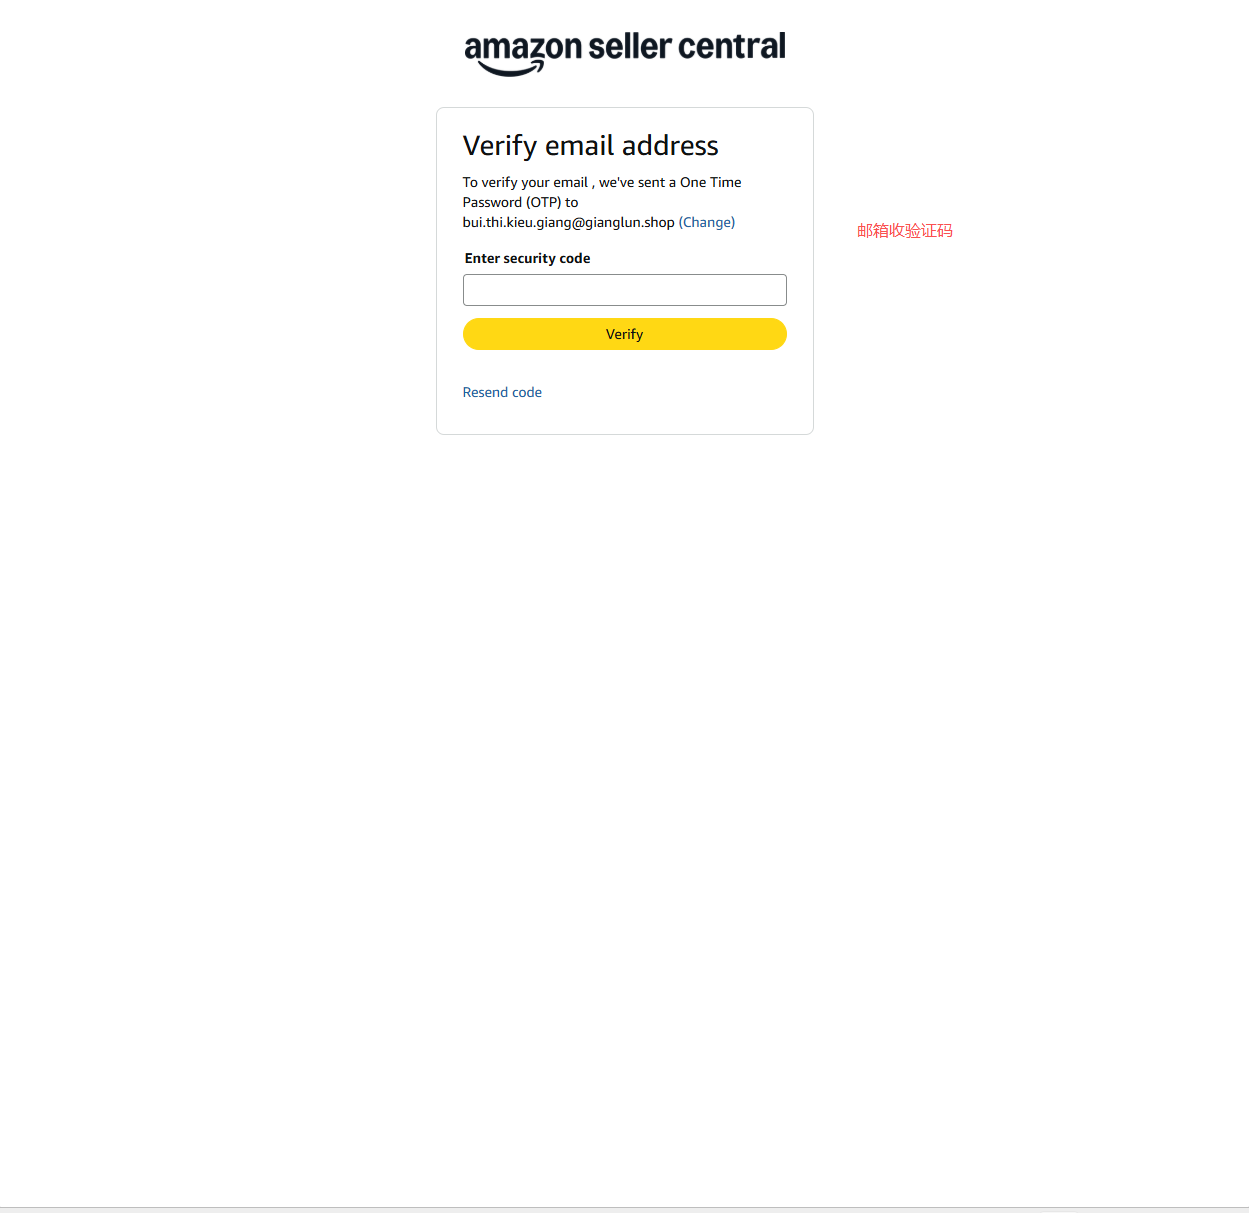 amazon seller central
Verify email address
To verify your email , we've sent a One Time
Password (OTP) to
bui.thi.kieu.giang@gianglun.shop (Change)
邮箱收验证码
Enter security code
Verify
Resend code